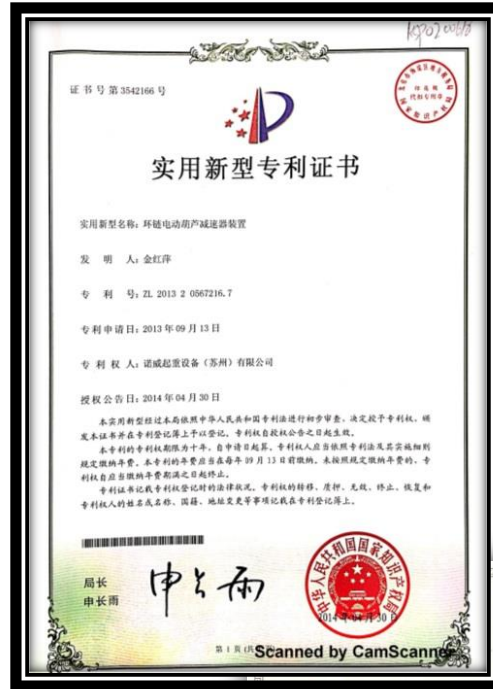 证书号第3542166号
实用新型专利证书
实用新型名称：环链电动葫芦减速器装置
发 明 人：金红萍
专 利 号：ZL 2013 2 0567216.7
专利申请日：2013年09月13日
专 利 权 人：诺威起重设备（苏州）有限公司
授权公告日：2014年04月30日
本实用新型经过本局依照中华人民共和国专利法进行初步审查，决定授予专利权，颁
发本证书并在专利登记簿上予以登记。专利权自授权公告之日起生效。
本专利的专利权期限为十年，自申请日起算。专利权人应当依照专利法及其实施细则
规定缴纳年费。本专利的年费应当在每年09月13日前缴纳。未按照规定缴纳年费的，专
利权自应当缴纳年费期满之日起终止。
专利证书记载专利权登记时的法律状况。专利权的转移、质押、无效、终止、恢复和
专利权人的姓名或名称、国籍、地址变更等事项记载在专利登记簿上。
局长
申长雨
中华人民共和国国家知识产权局
2014年04月30日
第 1 页 (共
Scanned by CamScanner